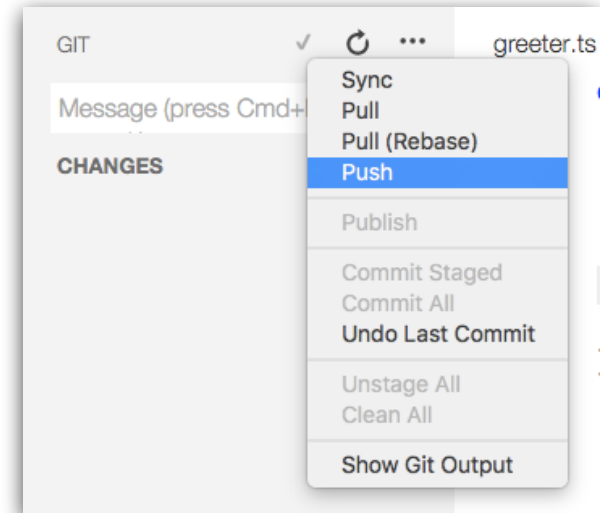 GIT
greeter.ts
Message (press Cmd+
CHANGES
Sync
Pull
Pull (Rebase)
Push
Publish
Commit Staged
Commit All
Undo Last Commit
Unstage All
Clean All
Show Git Output